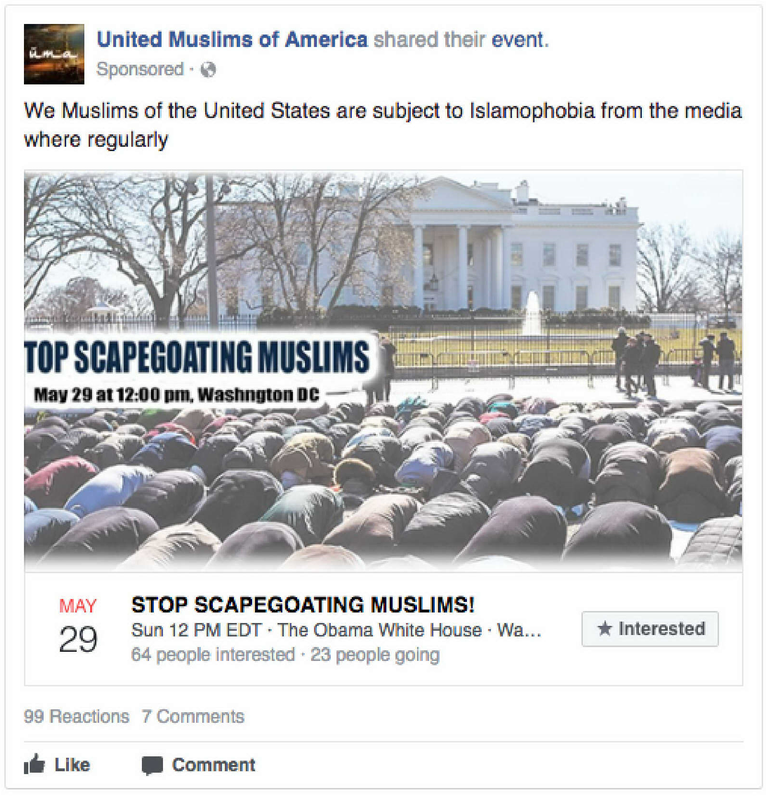 ūma
United Muslims of America shared their event.
Sponsored ·
We Muslims of the United States are subject to Islamophobia from the media
where regularly
TOP SCAPEGOATING MUSLIMS
May 29 at 12:00 pm, Washngton DC
MAY
29
STOP SCAPEGOATING MUSLIMS!
Sun 12 PM EDT · The Obama White House · Wa...
64 people interested · 23 people going
★ Interested
99 Reactions 7 Comments
Like Comment